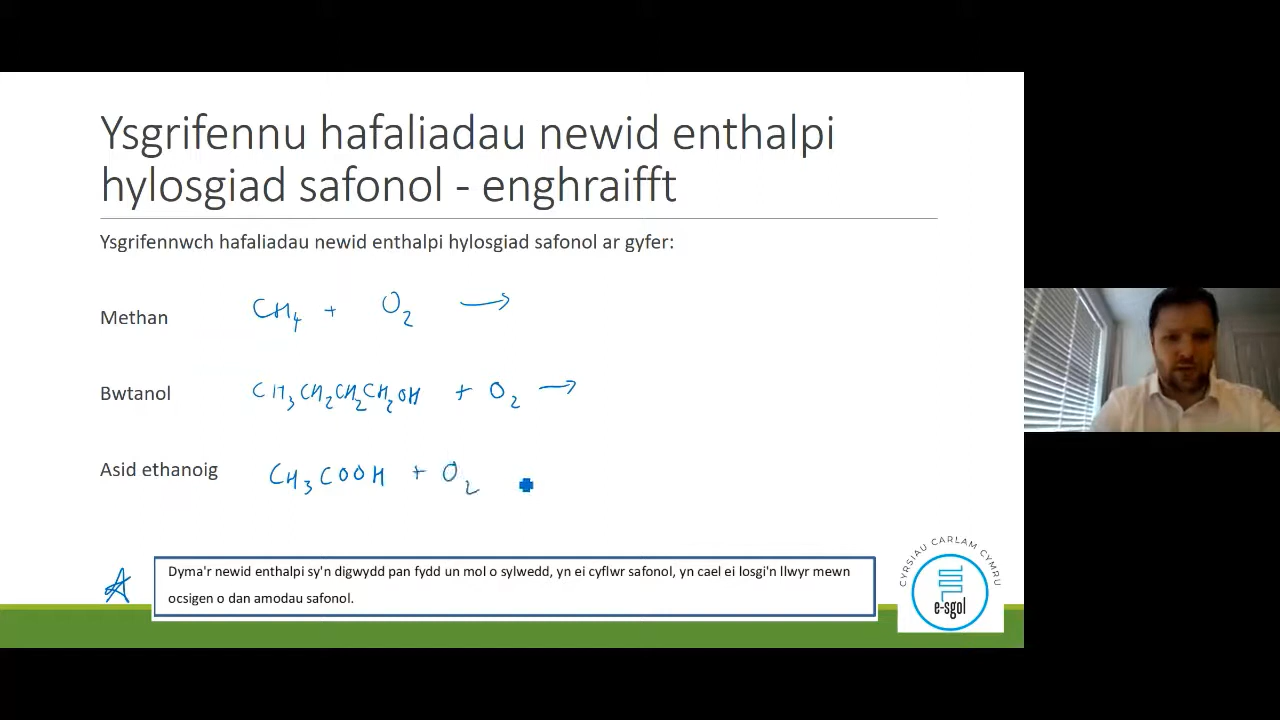 Ysgrifennu hafaliadau newid enthalpi
hylosgiad safonol - enghraifft
Ysgrifennwch hafaliadau newid enthalpi hylosgiad safonol ar gyfer:
Methan CH₄ + O₂ →
Bwtanol CH₃CH₂CH₂CH₂OH + O₂ →
Asid ethanoig CH₃COOH + O₂
Dyma'r newid enthalpi sy'n digwydd pan fydd un mol o sylwedd, yn ei cyflwr safonol, yn cael ei losgi'n llwyr mewn
ocsigen o dan amodau safonol.
CYRSIAU CARLAM CYMRU
e-sgol